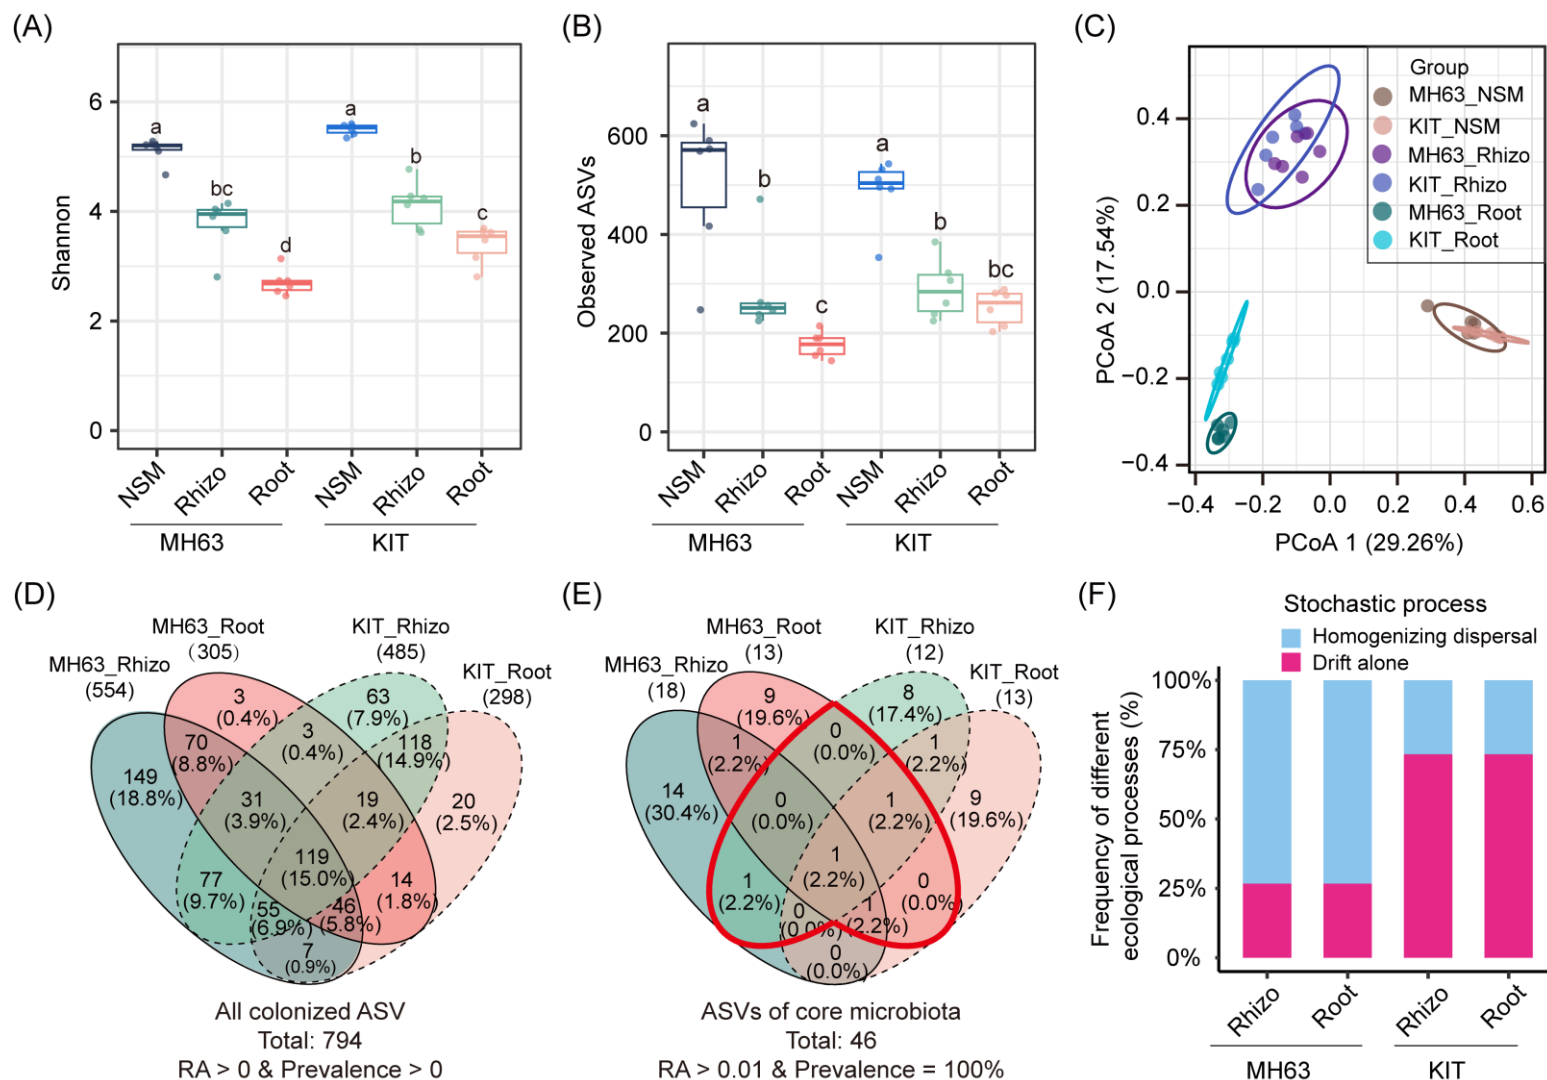 (A)
Shannon
6
4
2
0
a
bc
d
a
b
c
NSM
Rhizo
Root
NSM
Rhizo
Root
MH63
KIT
(B)
Observed ASVs
600
400
200
0
a
b
c
a
b
bc
NSM
Rhizo
Root
NSM
Rhizo
Root
MH63
KIT
(C)
PCoA 2 (17.54%)
0.4
0.2
0.0
−0.2
−0.4
Group
MH63_NSM
KIT_NSM
MH63_Rhizo
KIT_Rhizo
MH63_Root
KIT_Root
−0.4
−0.2
0.0
0.2
0.4
0.6
PCoA 1 (29.26%)
(D)
MH63_Rhizo
(554)
MH63_Root
(305)
KIT_Rhizo
(485)
KIT_Root
(298)
3
(0.4%)
63
(7.9%)
70
(8.8%)
3
(0.4%)
118
(14.9%)
149
(18.8%)
31
(3.9%)
19
(2.4%)
20
(2.5%)
119
(15.0%)
77
(9.7%)
14
(1.8%)
55
(6.9%)
46
(5.8%)
7
(0.9%)
All colonized ASV
Total: 794
RA > 0 & Prevalence > 0
(E)
MH63_Rhizo
(18)
MH63_Root
(13)
KIT_Rhizo
(12)
KIT_Root
(13)
9
(19.6%)
8
(17.4%)
1
(2.2%)
0
(0.0%)
1
(2.2%)
14
(30.4%)
0
(0.0%)
1
(2.2%)
9
(19.6%)
1
(2.2%)
1
(2.2%)
0
(0.0%)
0
(0.0%)
1
(2.2%)
0
(0.0%)
ASVs of core microbiota
Total: 46
RA > 0.01 & Prevalence = 100%
(F)
Stochastic process
Homogenizing dispersal
Drift alone
Frequency of different
ecological processes (%)
100%
75%
50%
25%
0%
Rhizo
Root
Rhizo
Root
MH63
KIT